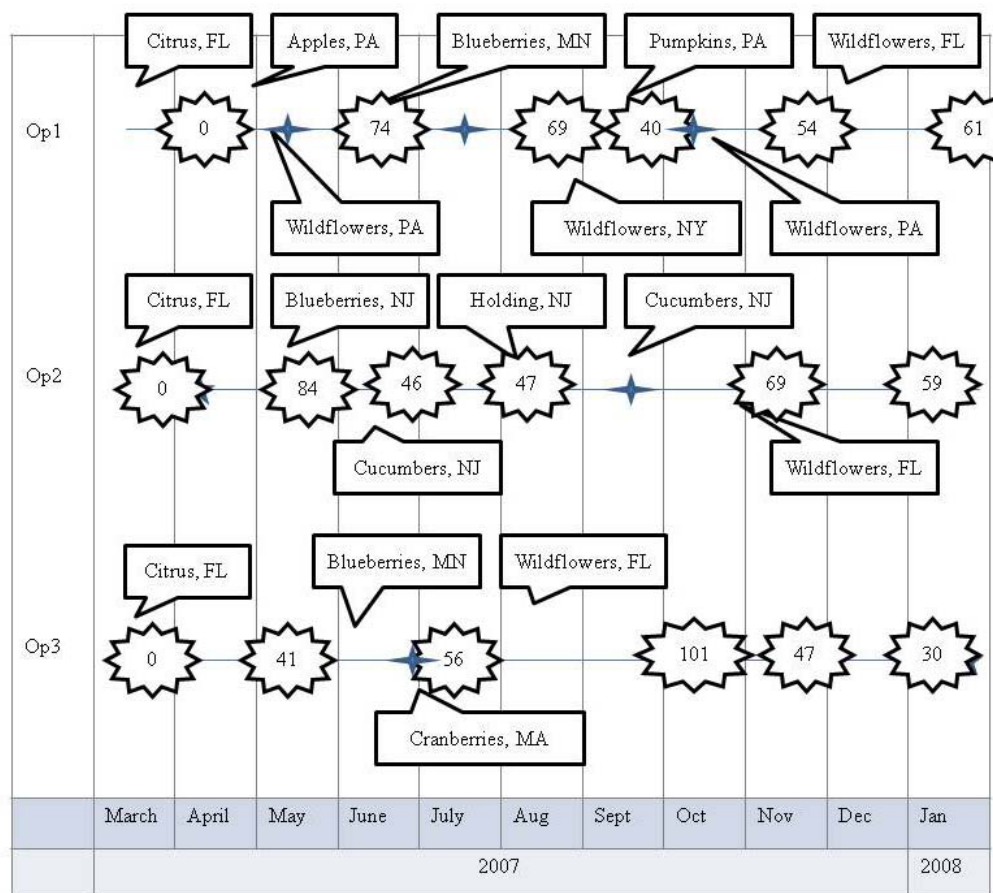 Citrus, FL
Apples, PA
Blueberries, MN
Pumpkins, PA
Wildflowers, FL
Op1
0
74
69
40
54
61
Wildflowers, PA
Wildflowers, NY
Wildflowers, PA
Citrus, FL
Blueberries, NJ
Holding, NJ
Cucumbers, NJ
Op2
0
84
46
47
69
59
Cucumbers, NJ
Wildflowers, FL
Citrus, FL
Blueberries, MN
Wildflowers, FL
Op3
0
41
56
101
47
30
Cranberries, MA
March
April
May
June
July
Aug
Sept
Oct
Nov
Dec
Jan
2007
2008